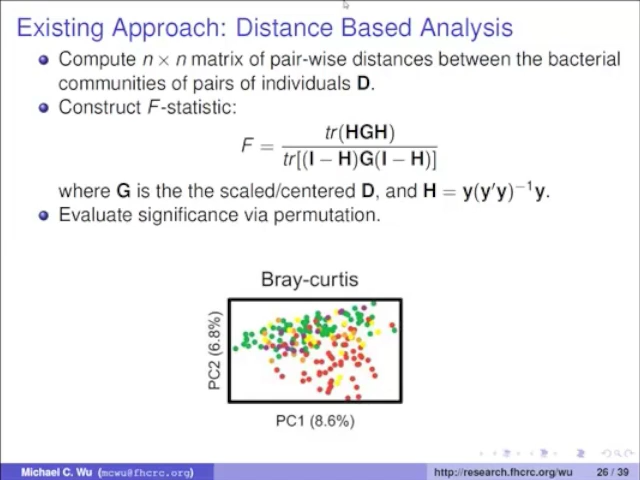 Existing Approach: Distance Based Analysis
Compute n × n matrix of pair-wise distances between the bacterial
communities of pairs of individuals D.
Construct F-statistic:
F = tr(HGH) / tr[(I − H)G(I − H)]
where G is the the scaled/centered D, and H = y(y′y)⁻¹y.
Evaluate significance via permutation.
Bray-curtis
PC2 (6.8%)
PC1 (8.6%)
Michael C. Wu (mcwu@fhcrc.org) http://research.fhcrc.org/wu 26 / 39